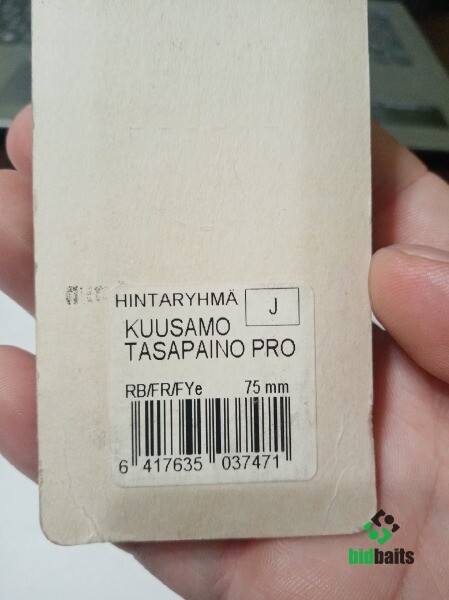 HINTARYHMÄ J
KUUSAMO
TASAPAINO PRO
RB/FR/FYe 75 mm
6 417635 037471
bidbaits